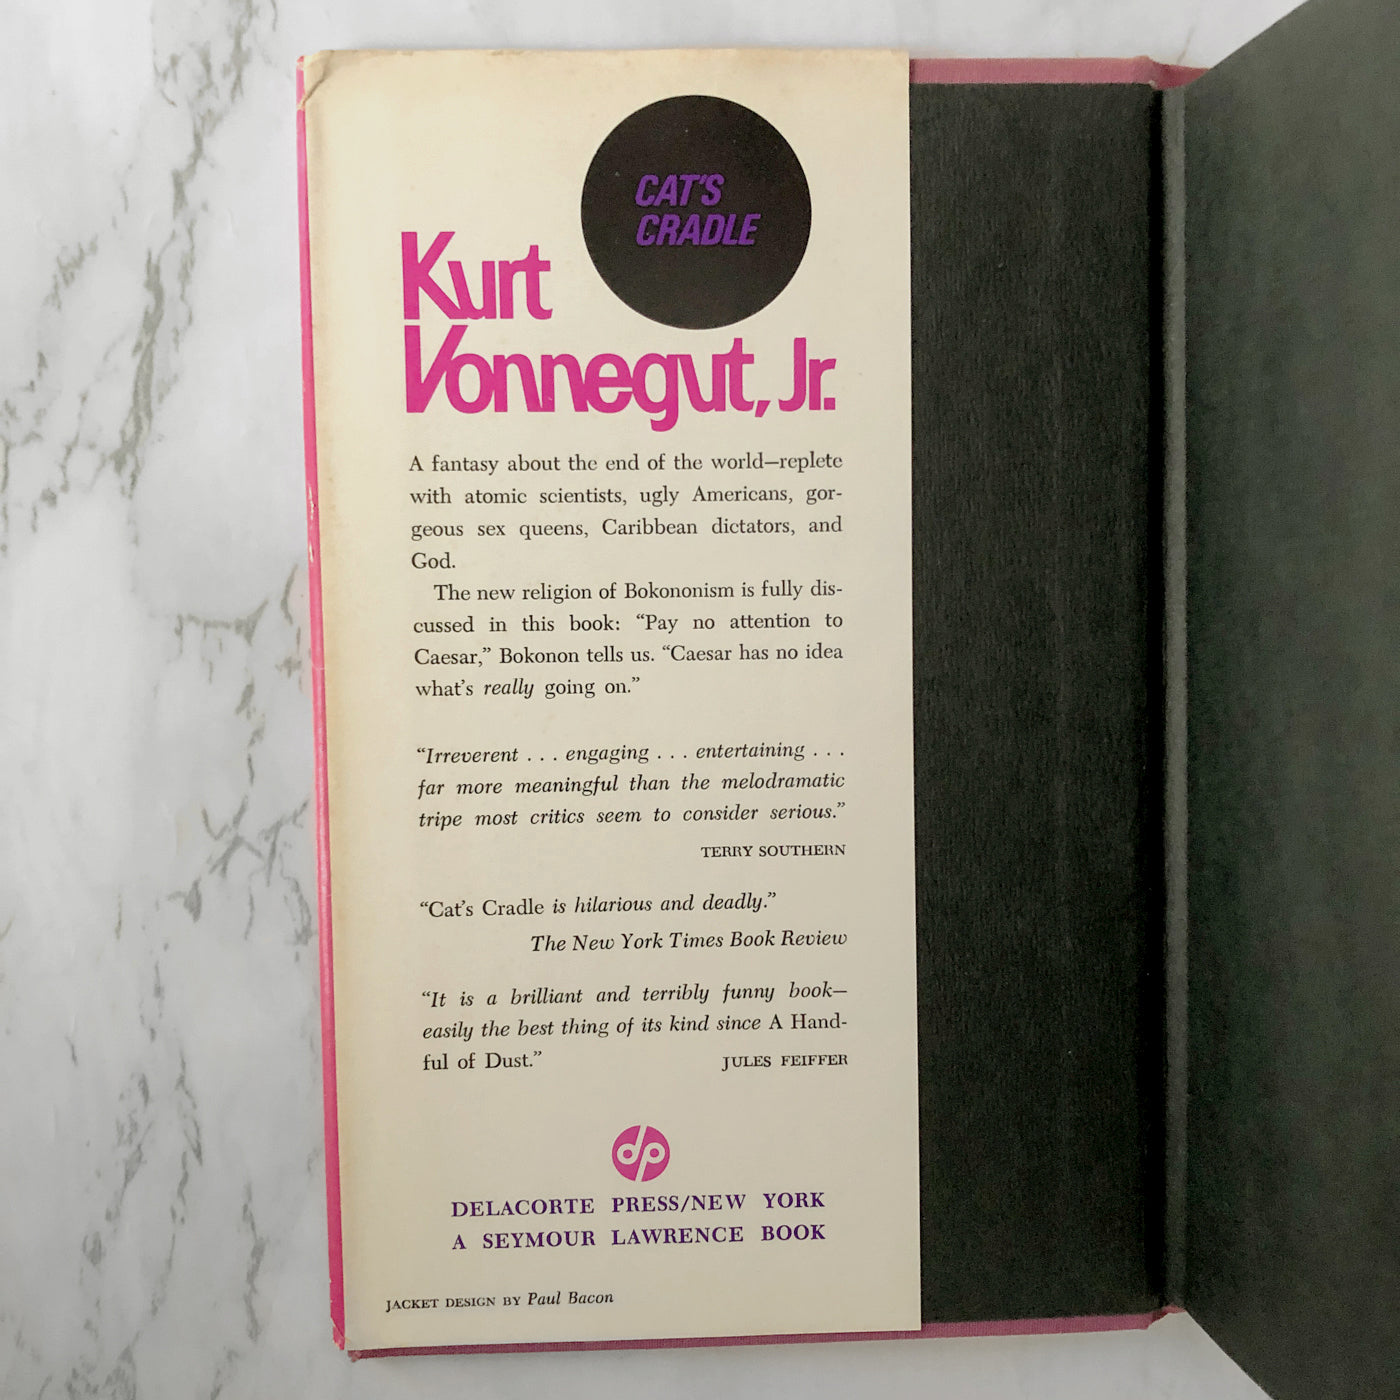 CAT'S
CRADLE
Kurt
Vonnegut, Jr.
A fantasy about the end of the world—replete
with atomic scientists, ugly Americans, gor-
geous sex queens, Caribbean dictators, and
God.
The new religion of Bokononism is fully dis-
cussed in this book: “Pay no attention to
Caesar,” Bokonon tells us. “Caesar has no idea
what’s really going on.”
“Irreverent . . . engaging . . . entertaining . . .
far more meaningful than the melodramatic
tripe most critics seem to consider serious.”
TERRY SOUTHERN
“Cat’s Cradle is hilarious and deadly.”
The New York Times Book Review
“It is a brilliant and terribly funny book—
easily the best thing of its kind since A Hand-
ful of Dust.” JULES FEIFFER
dp
DELACORTE PRESS/NEW YORK
A SEYMOUR LAWRENCE BOOK
JACKET DESIGN BY Paul Bacon